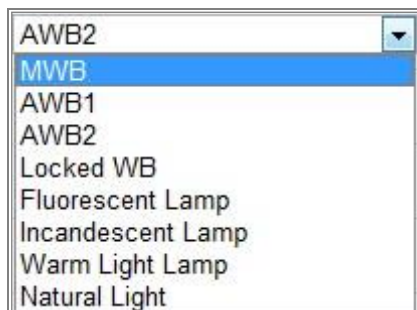 AWB2
MWB
AWB1
AWB2
Locked WB
Fluorescent Lamp
Incandescent Lamp
Warm Light Lamp
Natural Light